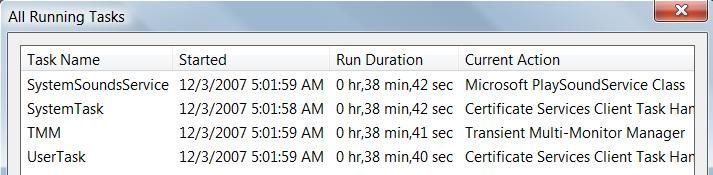 All Running Tasks
Task Name Started Run Duration Current Action
SystemSoundsService 12/3/2007 5:01:59 AM 0 hr,38 min,42 sec Microsoft PlaySoundService Class
SystemTask 12/3/2007 5:01:58 AM 0 hr,38 min,42 sec Certificate Services Client Task Han
TMM 12/3/2007 5:01:59 AM 0 hr,38 min,41 sec Transient Multi-Monitor Manager
UserTask 12/3/2007 5:01:59 AM 0 hr,38 min,40 sec Certificate Services Client Task Han